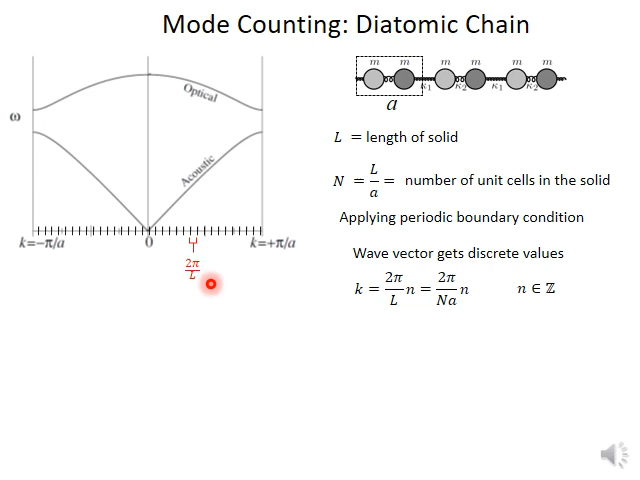 Mode Counting: Diatomic Chain
m m m m m m
κ₁ κ₂ κ₁ κ₂
a
Optical
ω
Acoustic
k=−π/a 0 k=+π/a
2π/L
L = length of solid
N = L/a = number of unit cells in the solid
Applying periodic boundary condition
Wave vector gets discrete values
k = 2π/L n = 2π/Na n n ∈ ℤ